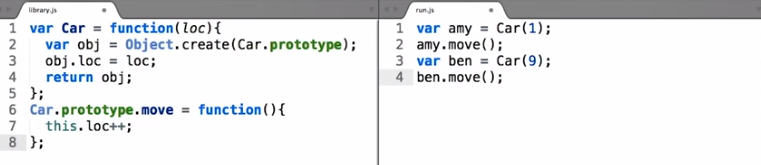 library.js
1 var Car = function(loc){
2   var obj = Object.create(Car.prototype);
3   obj.loc = loc;
4   return obj;
5 };
6 Car.prototype.move = function(){
7   this.loc++;
8 };
run.js
1 var amy = Car(1);
2 amy.move();
3 var ben = Car(9);
4 ben.move();